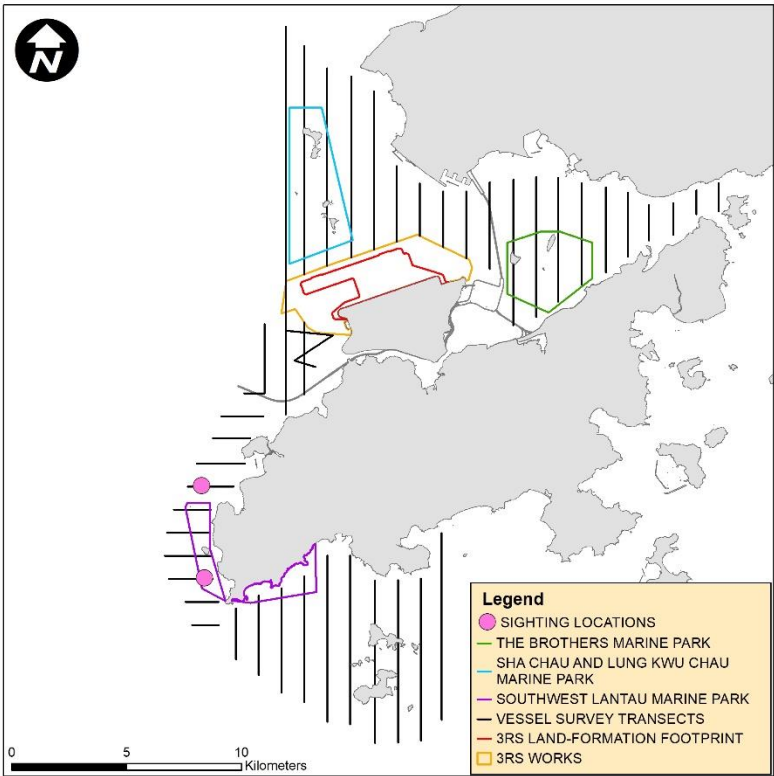 N
Legend
SIGHTING LOCATIONS
THE BROTHERS MARINE PARK
SHA CHAU AND LUNG KWU CHAU
MARINE PARK
SOUTHWEST LANTAU MARINE PARK
VESSEL SURVEY TRANSECTS
3RS LAND-FORMATION FOOTPRINT
3RS WORKS
0 5 10
Kilometers